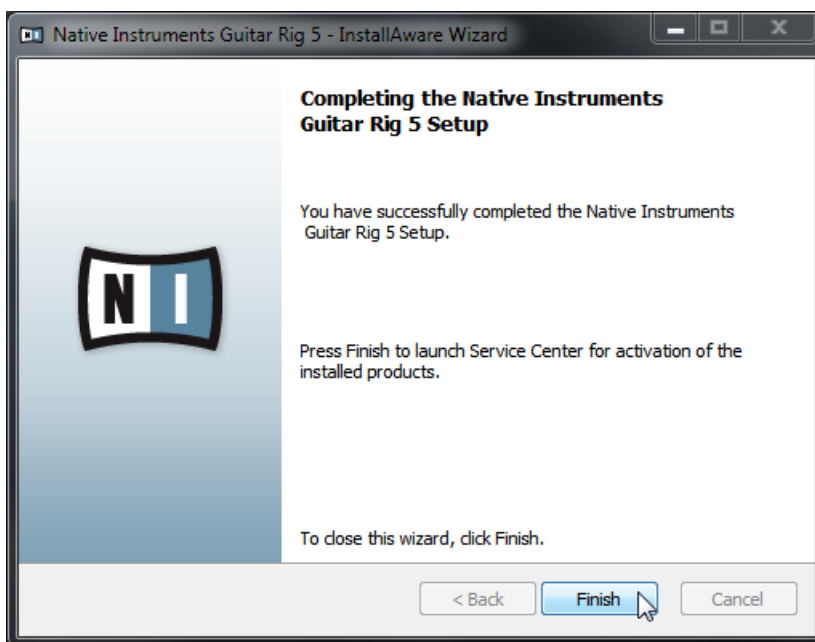 Native Instruments Guitar Rig 5 - InstallAware Wizard
Completing the Native Instruments
Guitar Rig 5 Setup
You have successfully completed the Native Instruments
Guitar Rig 5 Setup.
N I
Press Finish to launch Service Center for activation of the
installed products.
To close this wizard, click Finish.
< Back Finish Cancel